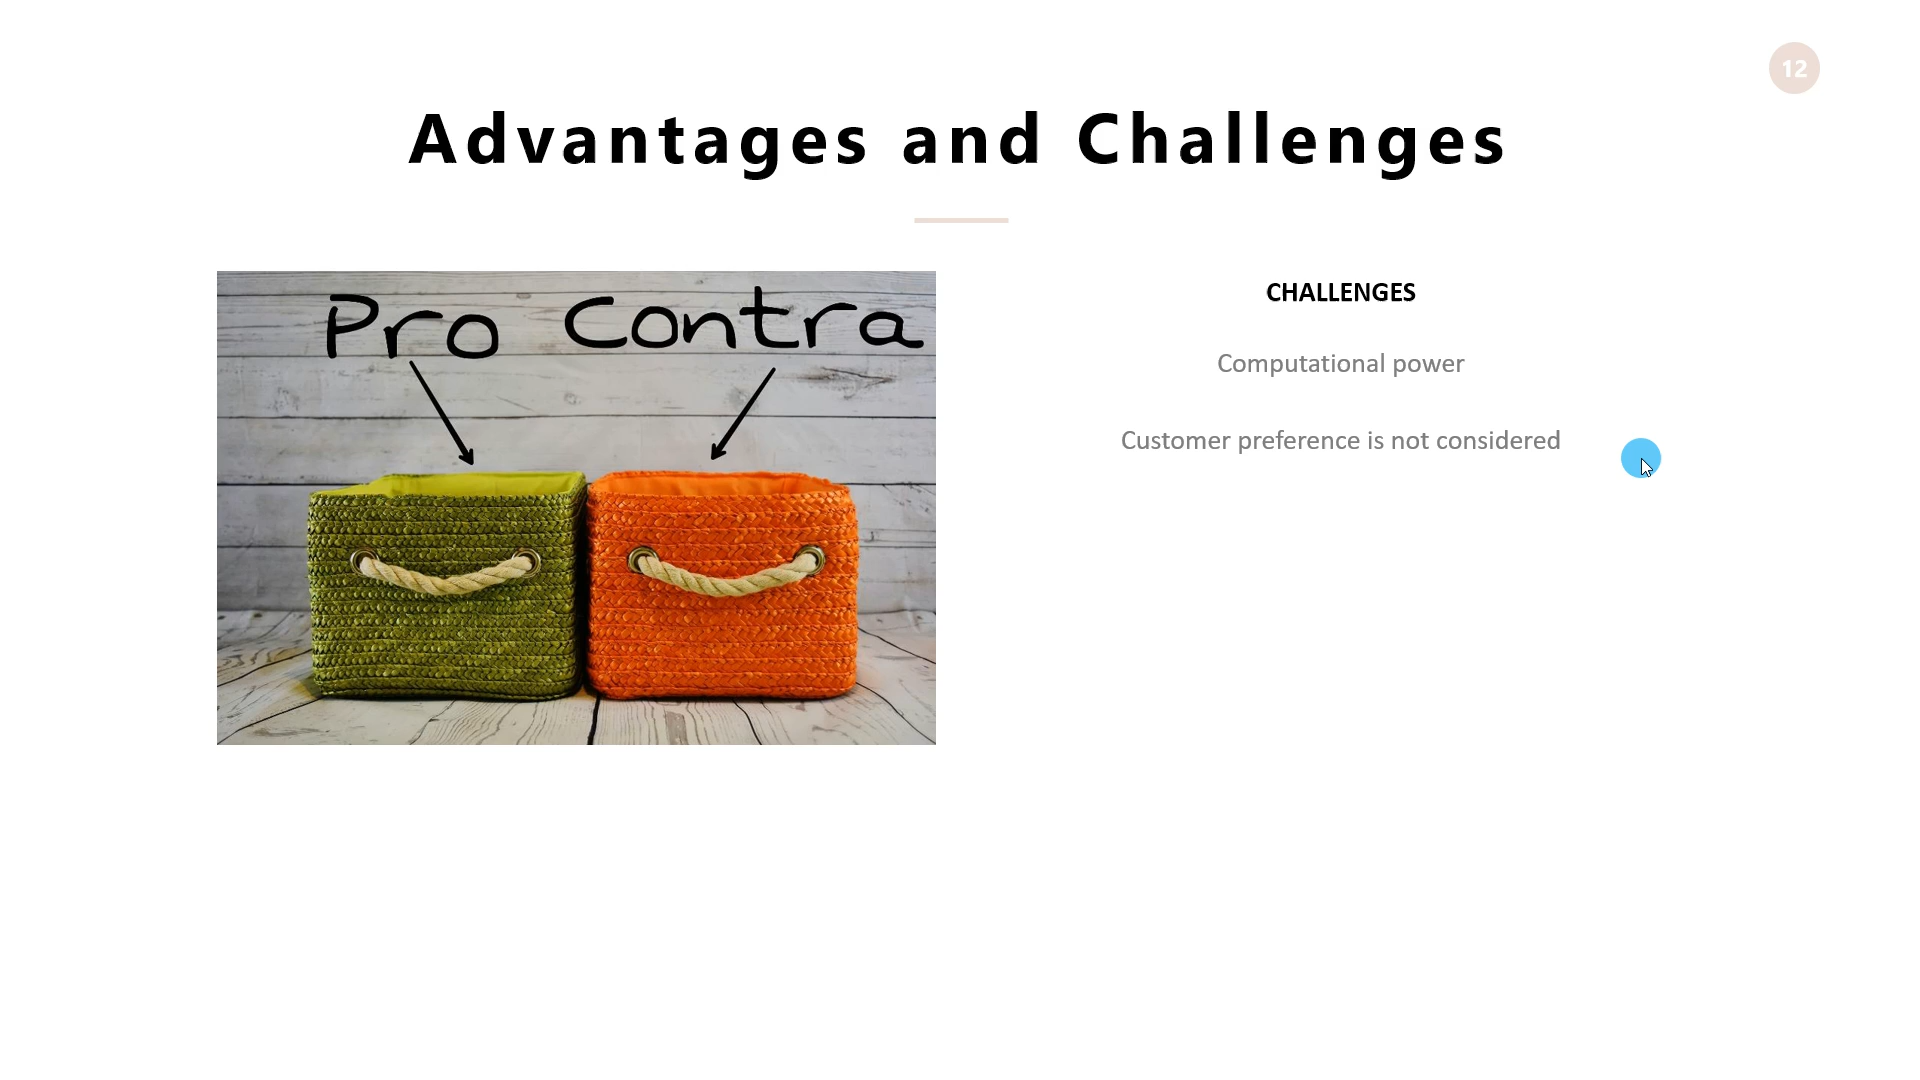 12
Advantages and Challenges
Pro Contra
CHALLENGES
Computational power
Customer preference is not considered